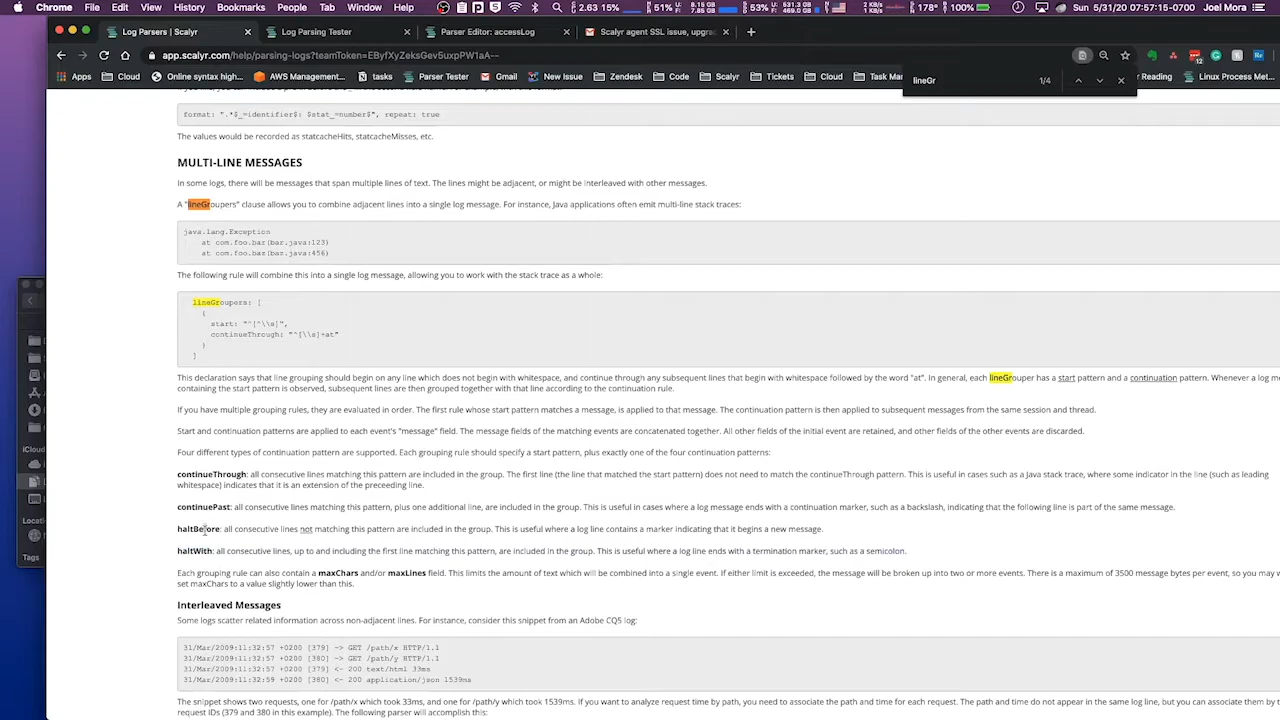 Chrome File Edit View History Bookmarks People Tab Window Help
Sun 5/31 Joel Mora
Log Parsers | Scalyr
Log Parsing Tester
Parser Editor: accessLog
Scalyr agent SSL issue, upgra
app.scalyr.com/help/parsing-logs?teamToken=EByfXyZeksGev5uxpPW1aA--
Apps Cloud Online syntax high... AWS Management... tasks Parser Tester Gmail New Issue Zendesk Code Scalyr Tickets Cloud Task Man Reading Linux Process Met...
lineGr 1/4
format: ".*$_=identifier$: $stat_=number$", repeat: true
The values would be recorded as statcacheHits, statcacheMisses, etc.
MULTI-LINE MESSAGES
In some logs, there will be messages that span multiple lines of text. The lines might be adjacent, or might be interleaved with other messages.
A "lineGroupers" clause allows you to combine adjacent lines into a single log message. For instance, Java applications often emit multi-line stack traces:
java.lang.Exception
at com.foo.bar(bar.java:123)
at com.foo.baz(baz.java:456)
The following rule will combine this into a single log message, allowing you to work with the stack trace as a whole:
lineGroupers: [
{
start: "^[^\\s]",
continueThrough: "^[\\s]+at"
}
]
This declaration says that line grouping should begin on any line which does not begin with whitespace, and continue through any subsequent lines that begin with whitespace followed by the word "at". In general, each lineGrouper has a start pattern and a continuation pattern. Whenever a log me
containing the start pattern is observed, subsequent lines are then grouped together with that line according to the continuation rule.
If you have multiple grouping rules, they are evaluated in order. The first rule whose start pattern matches a message, is applied to that message. The continuation pattern is then applied to subsequent messages from the same session and thread.
Start and continuation patterns are applied to each event's "message" field. The message fields of the matching events are concatenated together. All other fields of the initial event are retained, and other fields of the other events are discarded.
Four different types of continuation pattern are supported. Each grouping rule should specify a start pattern, plus exactly one of the four continuation patterns:
continueThrough: all consecutive lines matching this pattern are included in the group. The first line (the line that matched the start pattern) does not need to match the continueThrough pattern. This is useful in cases such as a Java stack trace, where some indicator in the line (such as leading
whitespace) indicates that it is an extension of the preceeding line.
continuePast: all consecutive lines matching this pattern, plus one additional line, are included in the group. This is useful in cases where a log message ends with a continuation marker, such as a backslash, indicating that the following line is part of the same message.
haltBefore: all consecutive lines not matching this pattern are included in the group. This is useful where a log line contains a marker indicating that it begins a new message.
haltWith: all consecutive lines, up to and including the first line matching this pattern, are included in the group. This is useful where a log line ends with a termination marker, such as a semicolon.
Each grouping rule can also contain a maxChars and/or maxLines field. This limits the amount of text which will be combined into a single event. If either limit is exceeded, the message will be broken up into two or more events. There is a maximum of 3500 message bytes per event, so you may w
set maxChars to a value slightly lower than this.
Interleaved Messages
Some logs scatter related information across non-adjacent lines. For instance, consider this snippet from an Adobe CQ5 log:
31/Mar/2009:11:32:57 +0200 [379] -> GET /path/x HTTP/1.1
31/Mar/2009:11:32:57 +0200 [380] -> GET /path/y HTTP/1.1
31/Mar/2009:11:32:57 +0200 [379] <- 200 text/html 33ms
31/Mar/2009:11:32:59 +0200 [380] <- 200 application/json 1539ms
The snippet shows two requests, one for /path/x which took 33ms, and one for /path/y which took 1539ms. If you want to analyze request time by path, you need to associate the path and time for each request. The path and time do not appear in the same log line, but you can associate them by t
request IDs (379 and 380 in this example). The following parser will accomplish this:
iCloud
Locatio
Tags